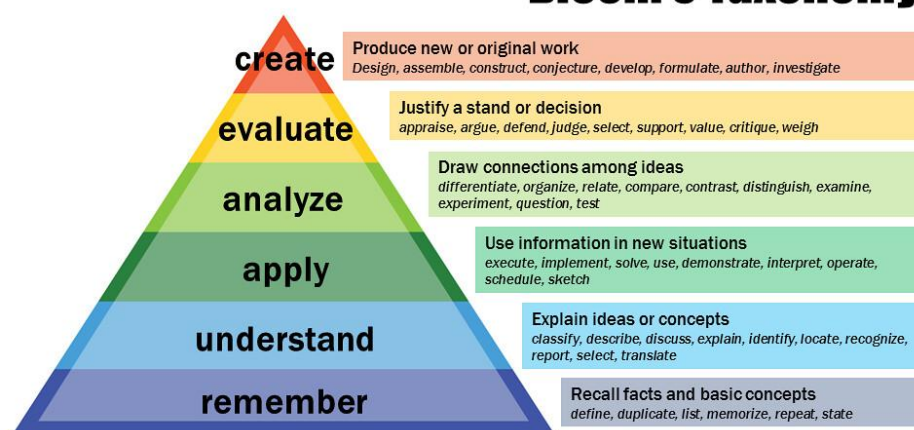 Bloom's Taxonomy
create
Produce new or original work
Design, assemble, construct, conjecture, develop, formulate, author, investigate
evaluate
Justify a stand or decision
appraise, argue, defend, judge, select, support, value, critique, weigh
analyze
Draw connections among ideas
differentiate, organize, relate, compare, contrast, distinguish, examine,
experiment, question, test
apply
Use information in new situations
execute, implement, solve, use, demonstrate, interpret, operate,
schedule, sketch
understand
Explain ideas or concepts
classify, describe, discuss, explain, identify, locate, recognize,
report, select, translate
remember
Recall facts and basic concepts
define, duplicate, list, memorize, repeat, state